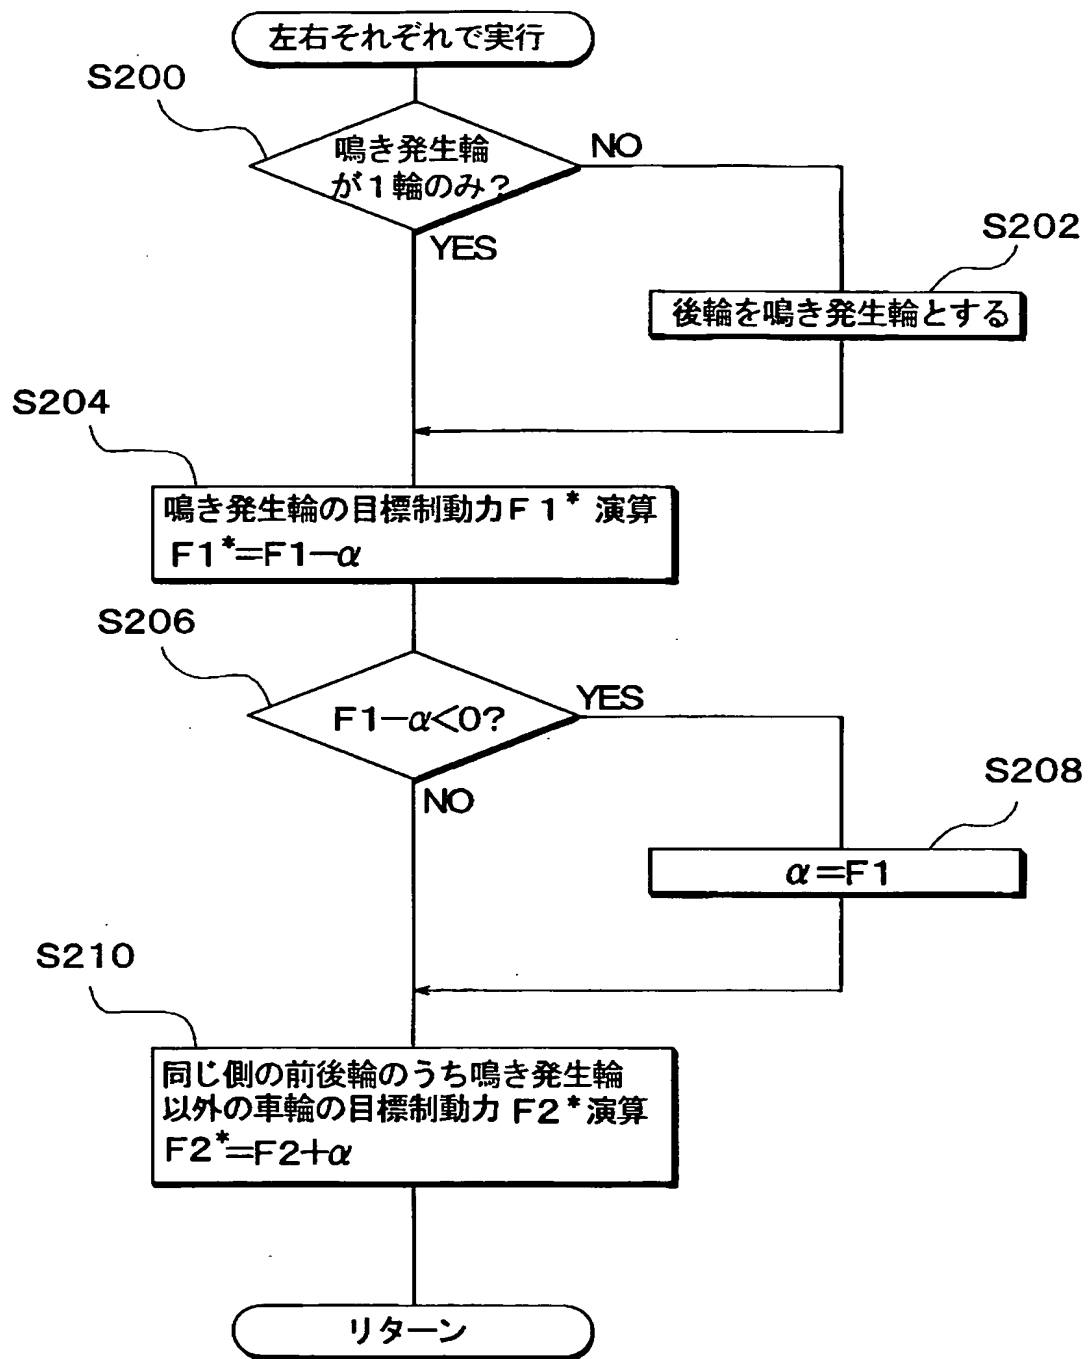 左右それぞれで実行
S200
鳴き発生輪
が1輪のみ?
NO
YES
S202
後輪を鳴き発生輪とする
S204
鳴き発生輪の目標制動力F1*演算
F1*=F1-α
S206
F1-α<0?
YES
NO
S208
α=F1
S210
同じ側の前後輪のうち鳴き発生輪
以外の車輪の目標制動力F2*演算
F2*=F2+α
リターン